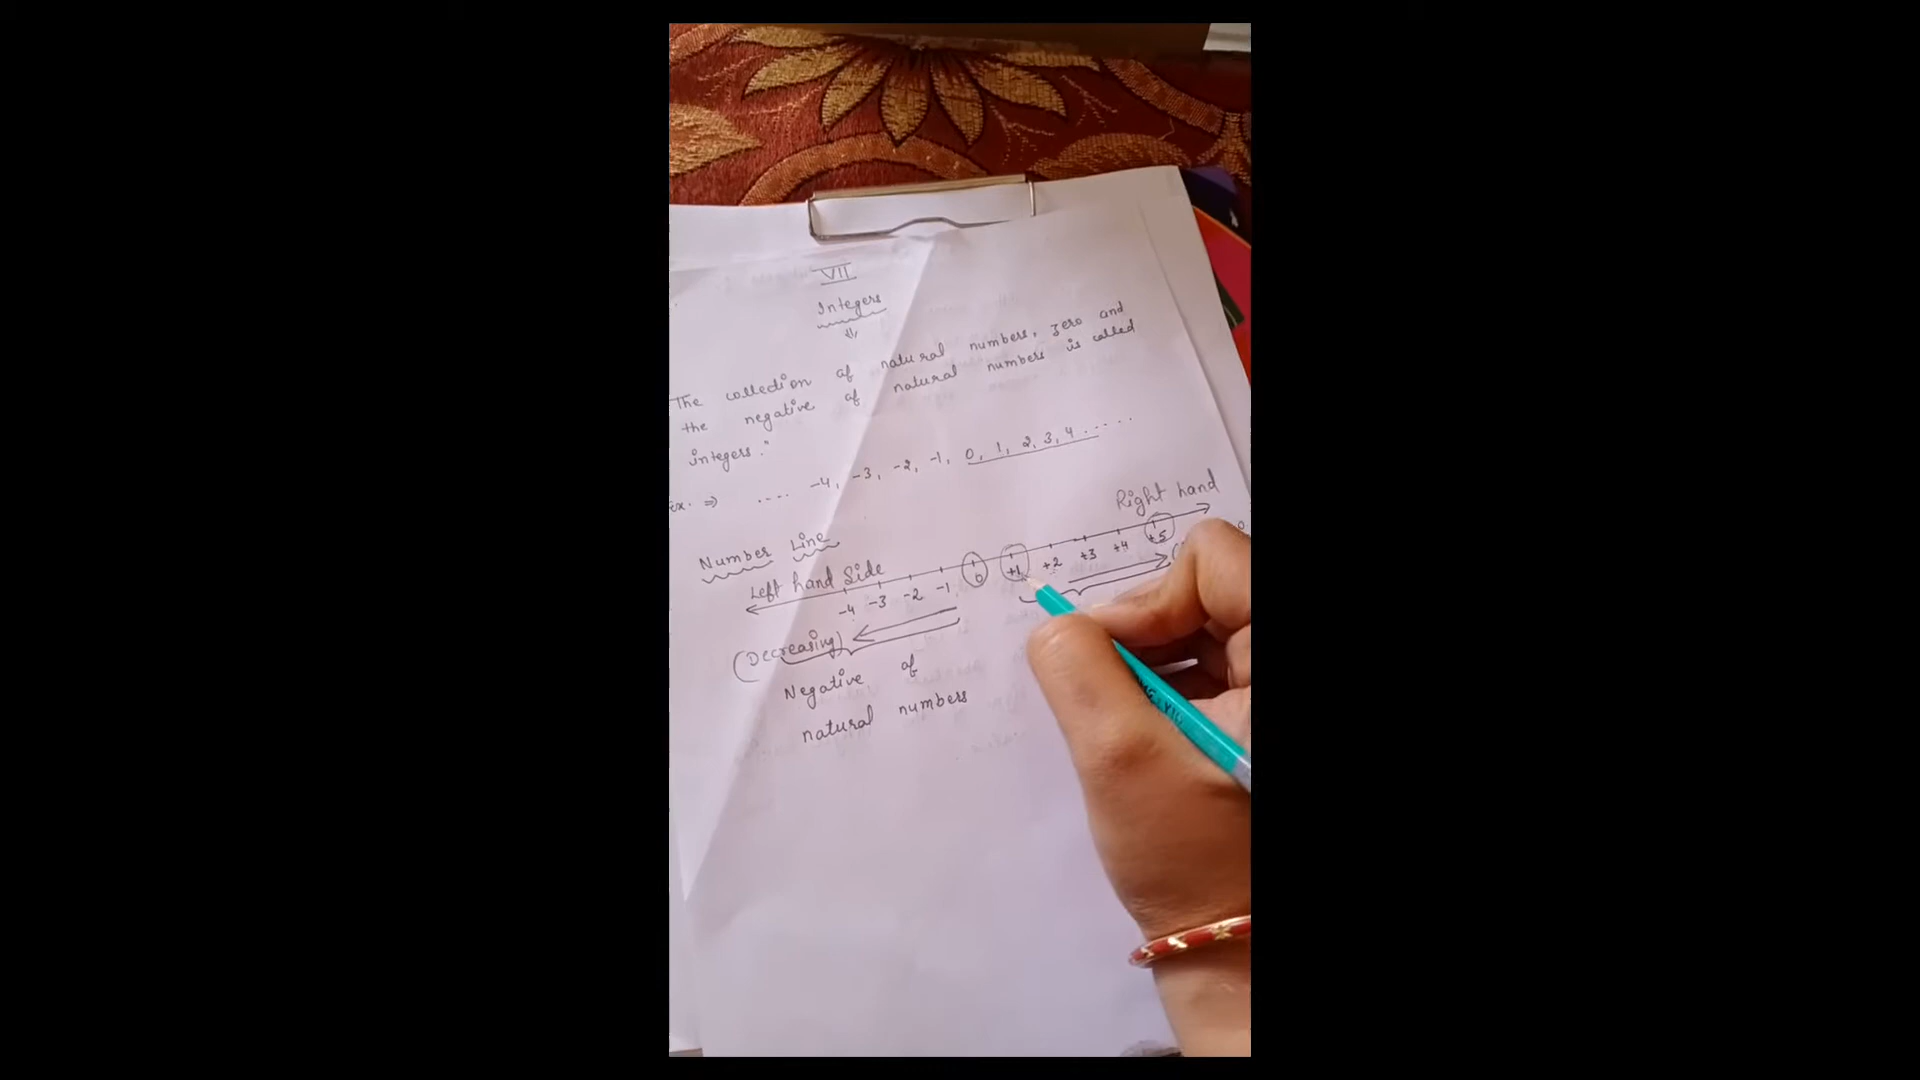 VII
Integers
The collection of natural numbers, zero and
the negative of natural numbers is called
integers."
Ex. ⇒ .... -4, -3, -2, -1, 0, 1, 2, 3, 4 ......
Right hand
Number Line
Left hand Side
-4 -3 -2 -1 0 +1 +2 +3 +4 +5
(Decreasing)
Negative of
natural numbers